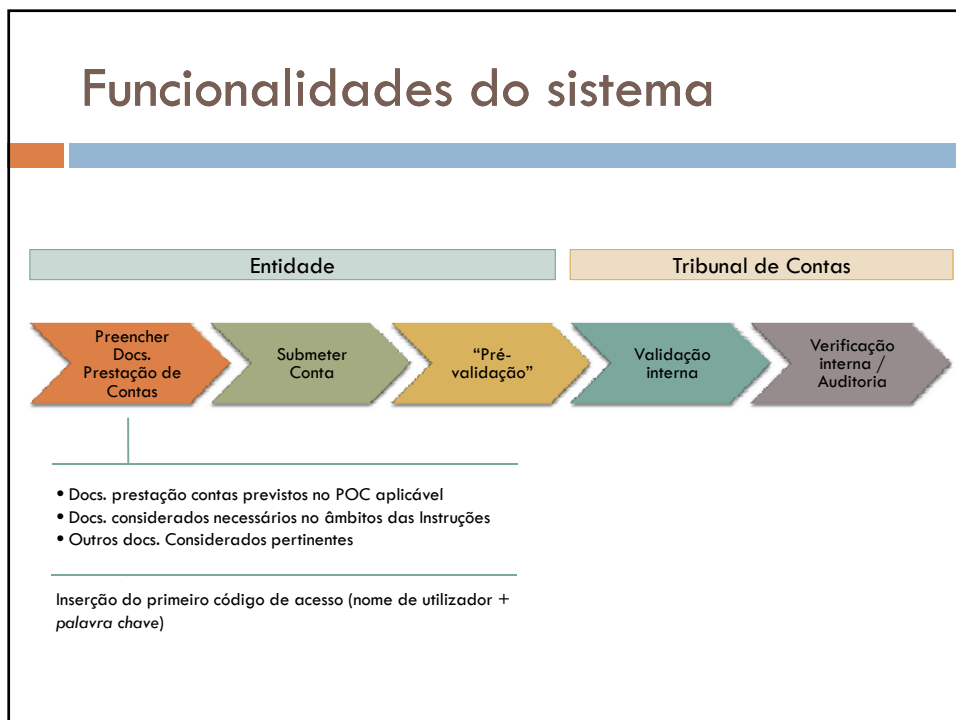 Funcionalidades do sistema
Entidade
Tribunal de Contas
Preencher
Docs.
Prestação de
Contas
Submeter
Conta
“Pré-
validação”
Validação
interna
Verificação
interna /
Auditoria
• Docs. prestação contas previstos no POC aplicável
• Docs. considerados necessários no âmbitos das Instruções
• Outros docs. Considerados pertinentes
Inserção do primeiro código de acesso (nome de utilizador +
palavra chave)